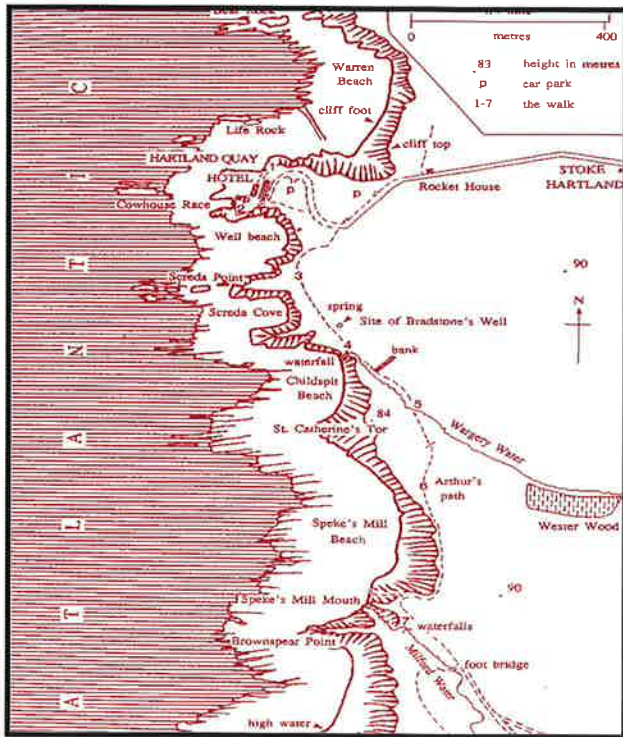 0 400
metres
83 height in metres
p car park
1-7 the walk
Warren
Beach
cliff foot
cliff top
Life Rock
HARTLAND QUAY
HOTEL
P
P
Rocket House
STOKE
HARTLAND
Cowhouse Race
2
Well beach
3
90
Screda Point
N
spring
Site of Bradstone's Well
Screda Cove
4
bank
waterfall
Childspit
Beach
5
84
St. Catherine's Tor
Wargery Water
6
Arthur's
path
Wester Wood
Speke's Mill
Beach
90
Speke's Mill Mouth
7
waterfalls
Brownspear Point
foot bridge
Milford Water
high water
A T L A N T I C